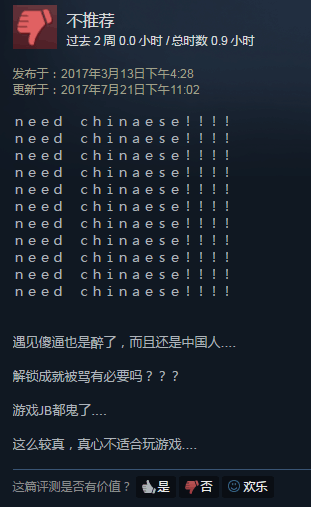 不推荐
过去 2 周 0.0 小时 / 总时数 0.9 小时
发布于：2017年3月13日下午4:28
更新于：2017年7月21日下午11:02
ｎｅｅｄ　ｃｈｉｎａｅｓｅ！！！！
ｎｅｅｄ　ｃｈｉｎａｅｓｅ！！！！
ｎｅｅｄ　ｃｈｉｎａｅｓｅ！！！！
ｎｅｅｄ　ｃｈｉｎａｅｓｅ！！！！
ｎｅｅｄ　ｃｈｉｎａｅｓｅ！！！！
ｎｅｅｄ　ｃｈｉｎａｅｓｅ！！！！
ｎｅｅｄ　ｃｈｉｎａｅｓｅ！！！！
ｎｅｅｄ　ｃｈｉｎａｅｓｅ！！！！
ｎｅｅｄ　ｃｈｉｎａｅｓｅ！！！！
ｎｅｅｄ　ｃｈｉｎａｅｓｅ！！！！
ｎｅｅｄ　ｃｈｉｎａｅｓｅ！！！！
遇见傻逼也是醉了，而且还是中国人....
解锁成就被骂有必要吗？？？
游戏JB都鬼了....
这么较真，真心不适合玩游戏....
这篇评测是否有价值？ 是 否 欢乐